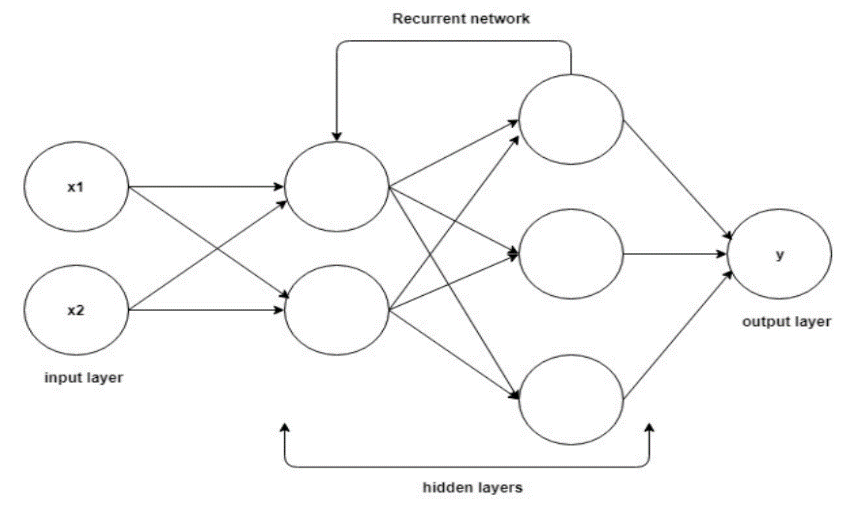 Recurrent network
x1
x2
y
input layer
output layer
hidden layers